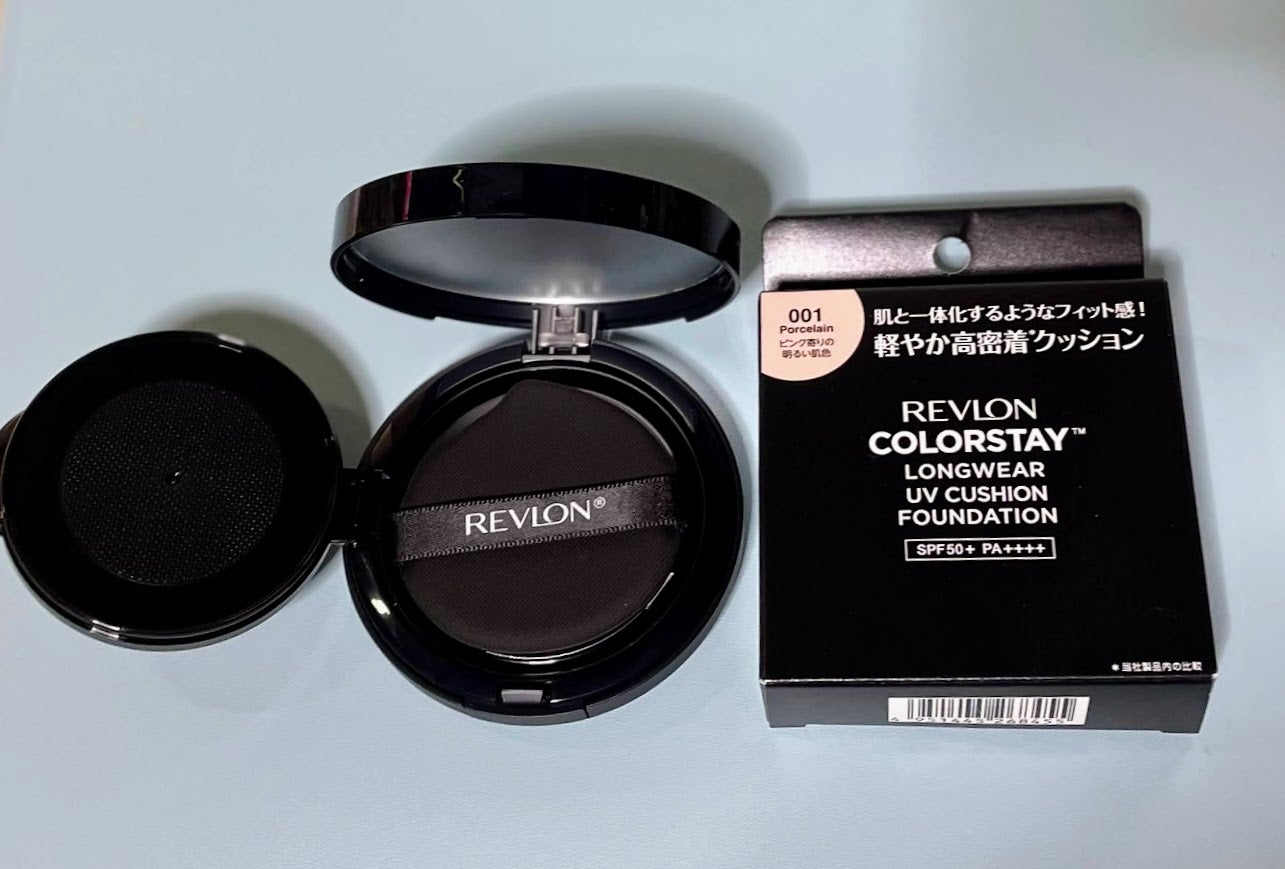 REVLON®
001
Porcelain
ピンク寄りの
明るい肌色
肌と一体化するようなフィット感!
軽やか高密着*クッション
REVLON
COLORSTAY™
LONGWEAR
UV CUSHION
FOUNDATION
SPF50+ PA++++
*当社製品内の比較